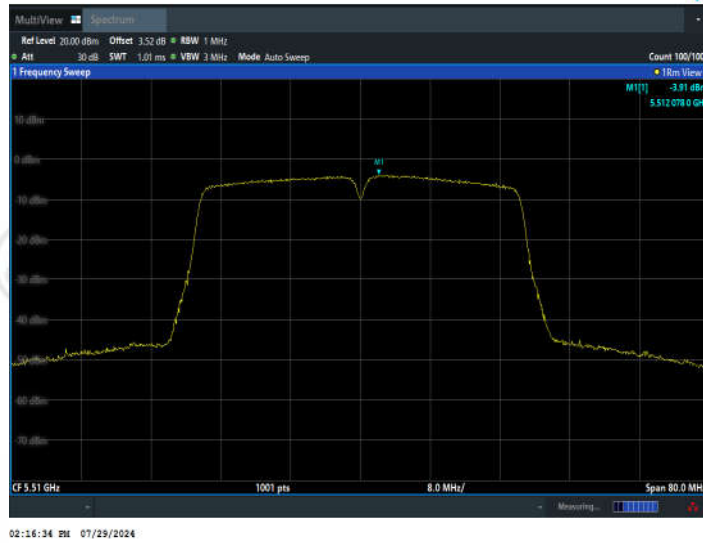 MultiView Spectrum
Ref Level 20.00 dBm Offset 3.52 dB RBW 1 MHz
Att 30 dB SWT 1.01 ms VBW 3 MHz Mode Auto Sweep Count 100/100
1 Frequency Sweep 1Rm View
M1[1] -3.91 dBm
5.512 078 0 GH
M1
10 dBm
0 dBm
-10 dBm
-20 dBm
-30 dBm
-40 dBm
-50 dBm
-60 dBm
-70 dBm
CF 5.51 GHz 1001 pts 8.0 MHz/ Span 80.0 MH
Measuring...
02:16:34 PM 07/29/2024